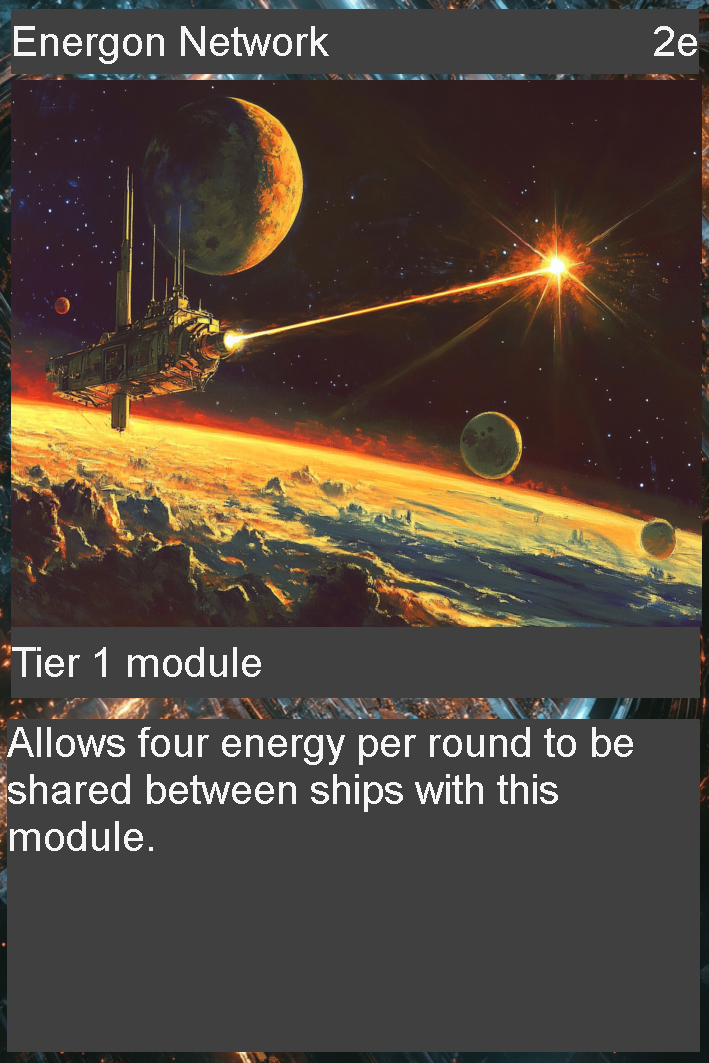 Energon Network 2e
Tier 1 module
Allows four energy per round to be
shared between ships with this
module.